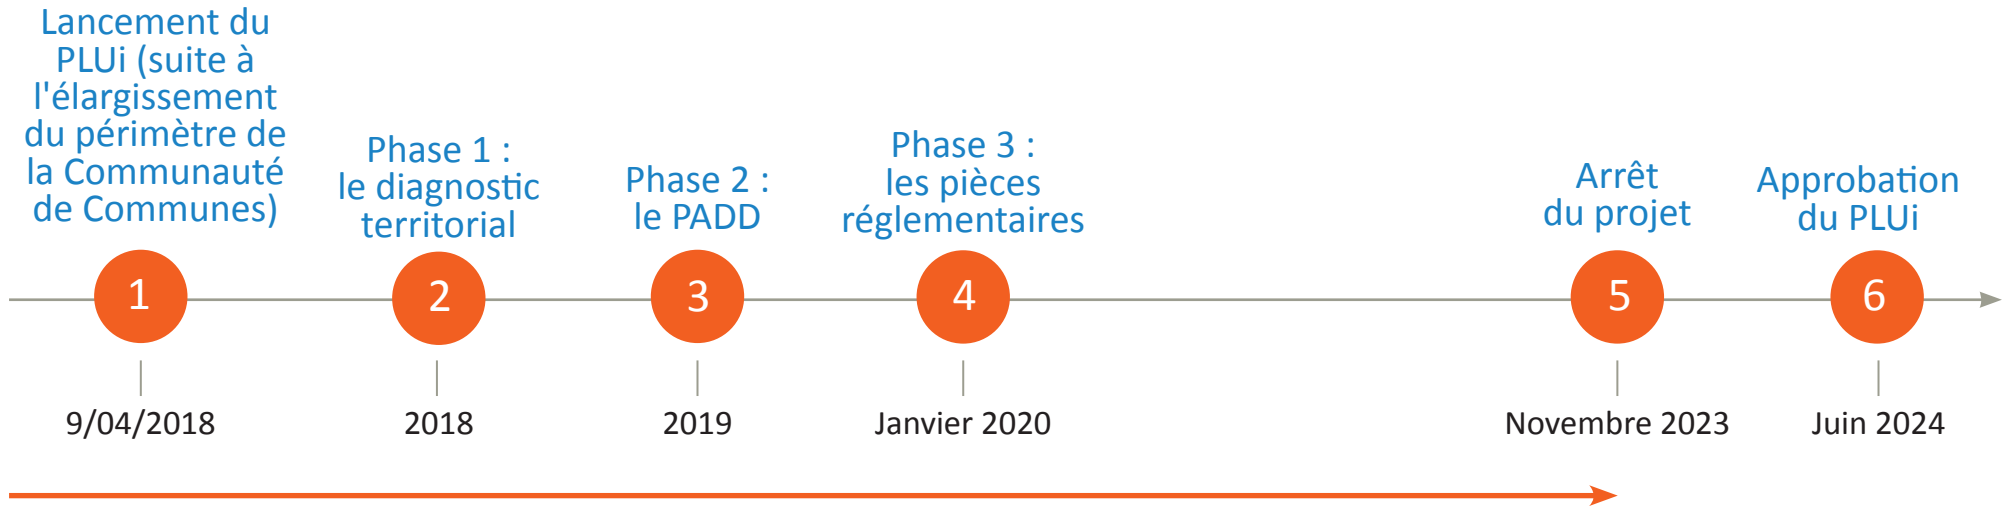 Lancement du
PLUi (suite à
l'élargissement
du périmètre de
la Communauté
de Communes)
1
9/04/2018
Phase 1 :
le diagnostic
territorial
2
2018
Phase 2 :
le PADD
3
2019
Phase 3 :
les pièces
réglementaires
4
Janvier 2020
Arrêt
du projet
5
Novembre 2023
Approbation
du PLUi
6
Juin 2024